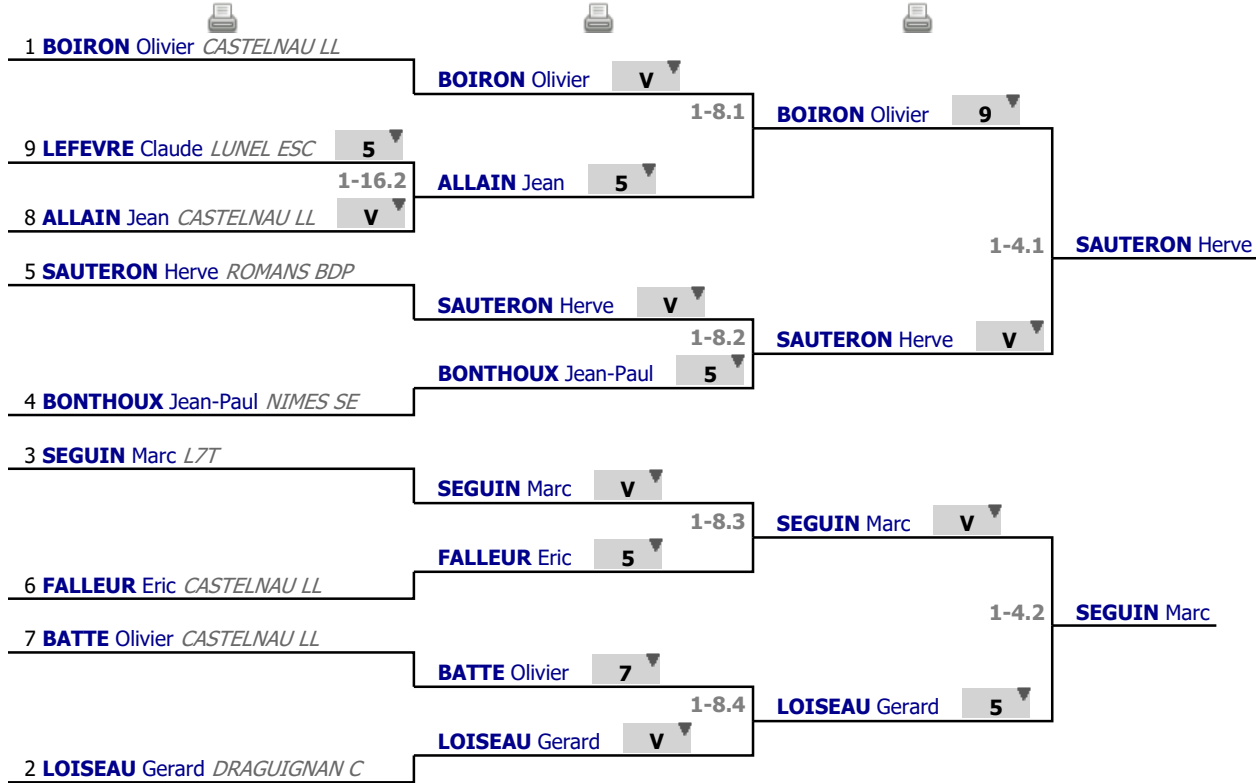 1 BOIRON Olivier CASTELNAU LL
BOIRON Olivier V
1-8.1
BOIRON Olivier 9
9 LEFEVRE Claude LUNEL ESC 5
1-16.2
ALLAIN Jean 5
8 ALLAIN Jean CASTELNAU LL V
1-4.1
SAUTERON Herve
5 SAUTERON Herve ROMANS BDP
SAUTERON Herve V
1-8.2
SAUTERON Herve V
BONTHOUX Jean-Paul 5
4 BONTHOUX Jean-Paul NIMES SE
3 SEGUIN Marc L7T
SEGUIN Marc V
1-8.3
SEGUIN Marc V
FALLEUR Eric 5
6 FALLEUR Eric CASTELNAU LL
1-4.2
SEGUIN Marc
7 BATTE Olivier CASTELNAU LL
BATTE Olivier 7
1-8.4
LOISEAU Gerard 5
LOISEAU Gerard V
2 LOISEAU Gerard DRAGUIGNAN C